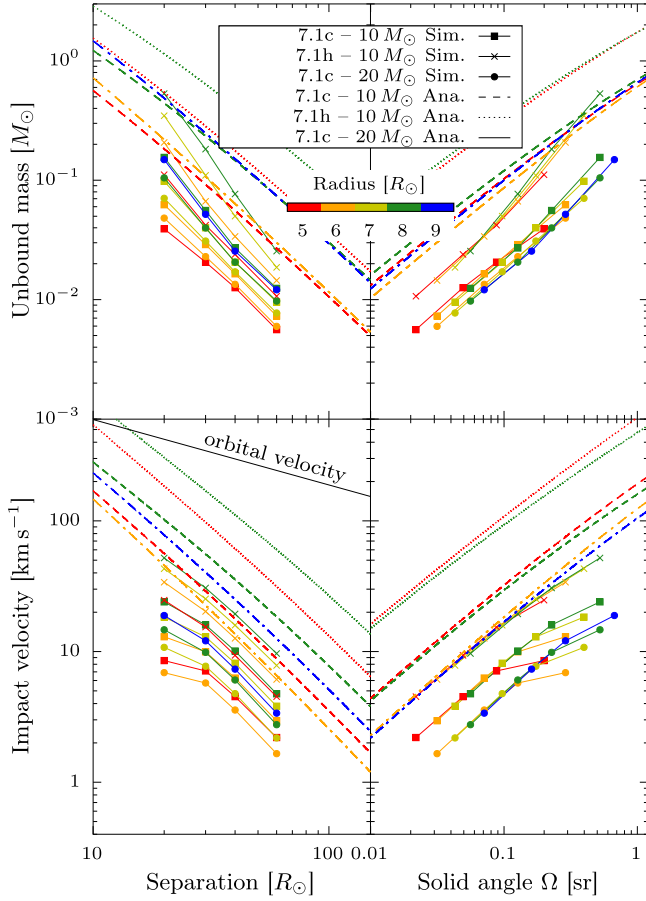 7.1c – 10 M⊙ Sim.
7.1h – 10 M⊙ Sim.
7.1c – 20 M⊙ Sim.
7.1c – 10 M⊙ Ana.
7.1h – 10 M⊙ Ana.
7.1c – 20 M⊙ Ana.
Radius [R⊙]
5 6 7 8 9
Unbound mass [M⊙]
10⁰
10⁻¹
10⁻²
10⁻³
orbital velocity
Impact velocity [km s⁻¹]
100
10
1
10 100 0.01 0.1 1
Separation [R⊙] Solid angle Ω [sr]